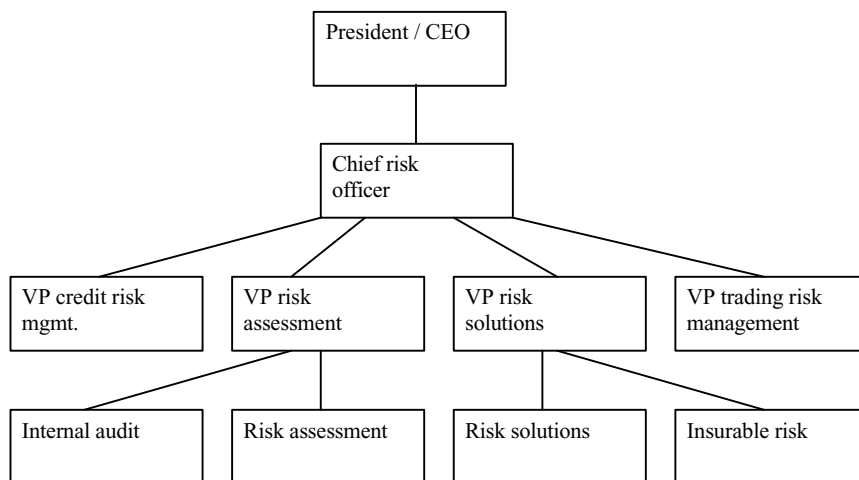 President / CEO
Chief risk
officer
VP credit risk
mgmt.
VP risk
assessment
VP risk
solutions
VP trading risk
management
Internal audit
Risk assessment
Risk solutions
Insurable risk